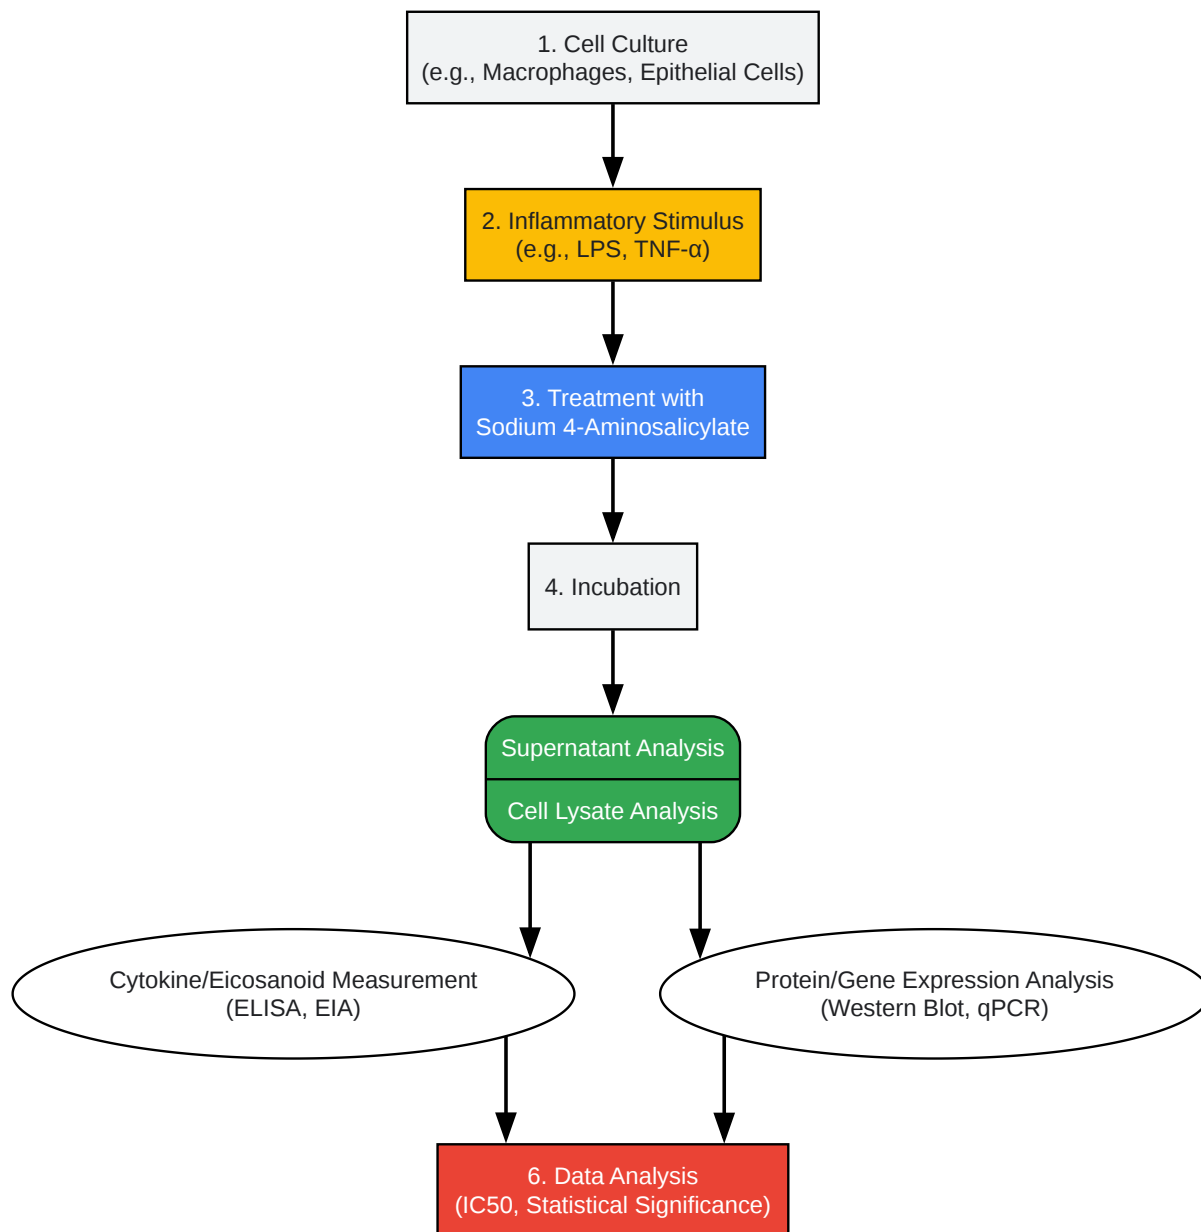 1. Cell Culture
(e.g., Macrophages, Epithelial Cells)
2. Inflammatory Stimulus
(e.g., LPS, TNF-α)
3. Treatment with
Sodium 4-Aminosalicylate
4. Incubation
Supernatant Analysis
Cell Lysate Analysis
Cytokine/Eicosanoid Measurement
(ELISA, EIA)
Protein/Gene Expression Analysis
(Western Blot, qPCR)
6. Data Analysis
(IC50, Statistical Significance)